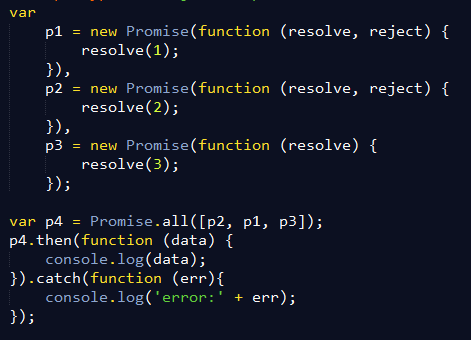 var
    p1 = new Promise(function (resolve, reject) {
        resolve(1);
    }),
    p2 = new Promise(function (resolve, reject) {
        resolve(2);
    }),
    p3 = new Promise(function (resolve) {
        resolve(3);
    });

var p4 = Promise.all([p2, p1, p3]);
p4.then(function (data) {
    console.log(data);
}).catch(function (err){
    console.log('error:' + err);
});